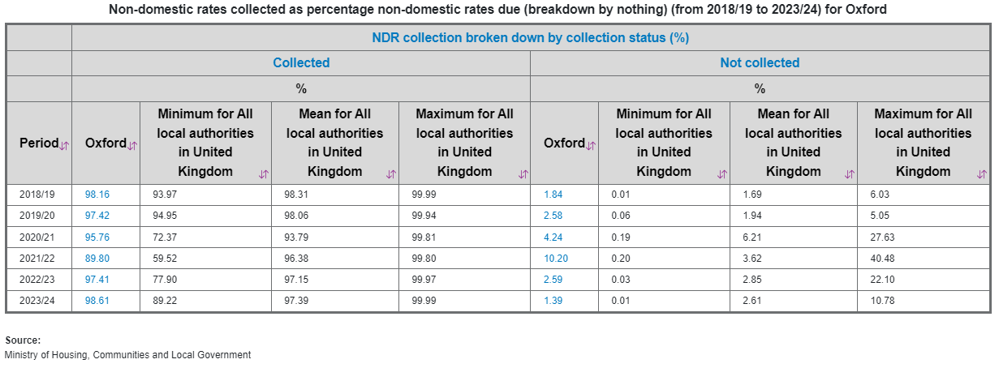 Non-domestic rates collected as percentage non-domestic rates due (breakdown by nothing) (from 2018/19 to 2023/24) for Oxford
NDR collection broken down by collection status (%)
Collected Not collected
% %
Period Oxford Minimum for All local authorities in United Kingdom Mean for All local authorities in United Kingdom Maximum for All local authorities in United Kingdom Oxford Minimum for All local authorities in United Kingdom Mean for All local authorities in United Kingdom Maximum for All local authorities in United Kingdom
2018/19 98.16 93.97 98.31 99.99 1.84 0.01 1.69 6.03
2019/20 97.42 94.95 98.06 99.94 2.58 0.06 1.94 5.05
2020/21 95.76 72.37 93.79 99.81 4.24 0.19 6.21 27.63
2021/22 89.80 59.52 96.38 99.80 10.20 0.20 3.62 40.48
2022/23 97.41 77.90 97.15 99.97 2.59 0.03 2.85 22.10
2023/24 98.61 89.22 97.39 99.99 1.39 0.01 2.61 10.78
Source:
Ministry of Housing, Communities and Local Government